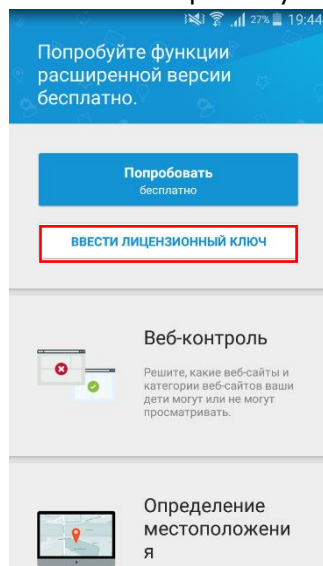 27% 19:44
Попробуйте функции
расширенной версии
бесплатно.
Попробовать
бесплатно
ВВЕСТИ ЛИЦЕНЗИОННЫЙ КЛЮЧ
Веб-контроль
Решите, какие веб-сайты и
категории веб-сайтов ваши
дети могут или не могут
просматривать.
Определение
местоположени
я